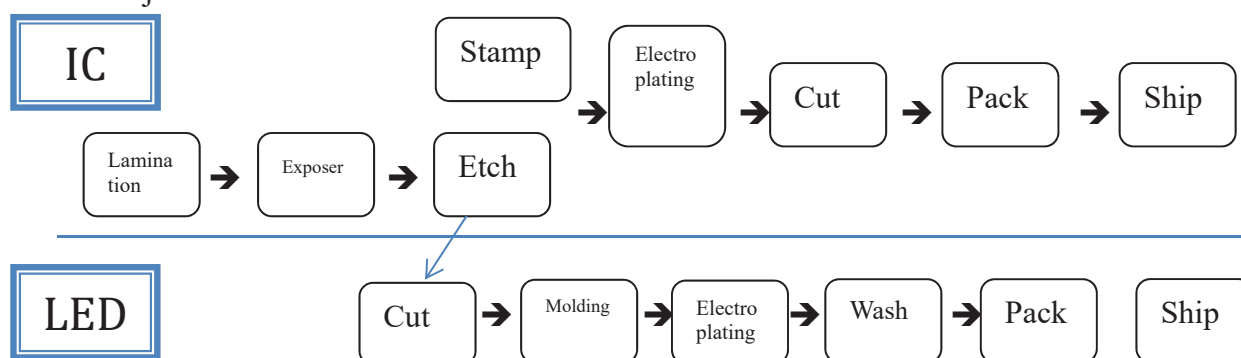 IC
Stamp
Electro
plating
Cut
Pack
Ship
Lamina
tion
Exposer
Etch
LED
Cut
Molding
Electro
plating
Wash
Pack
Ship